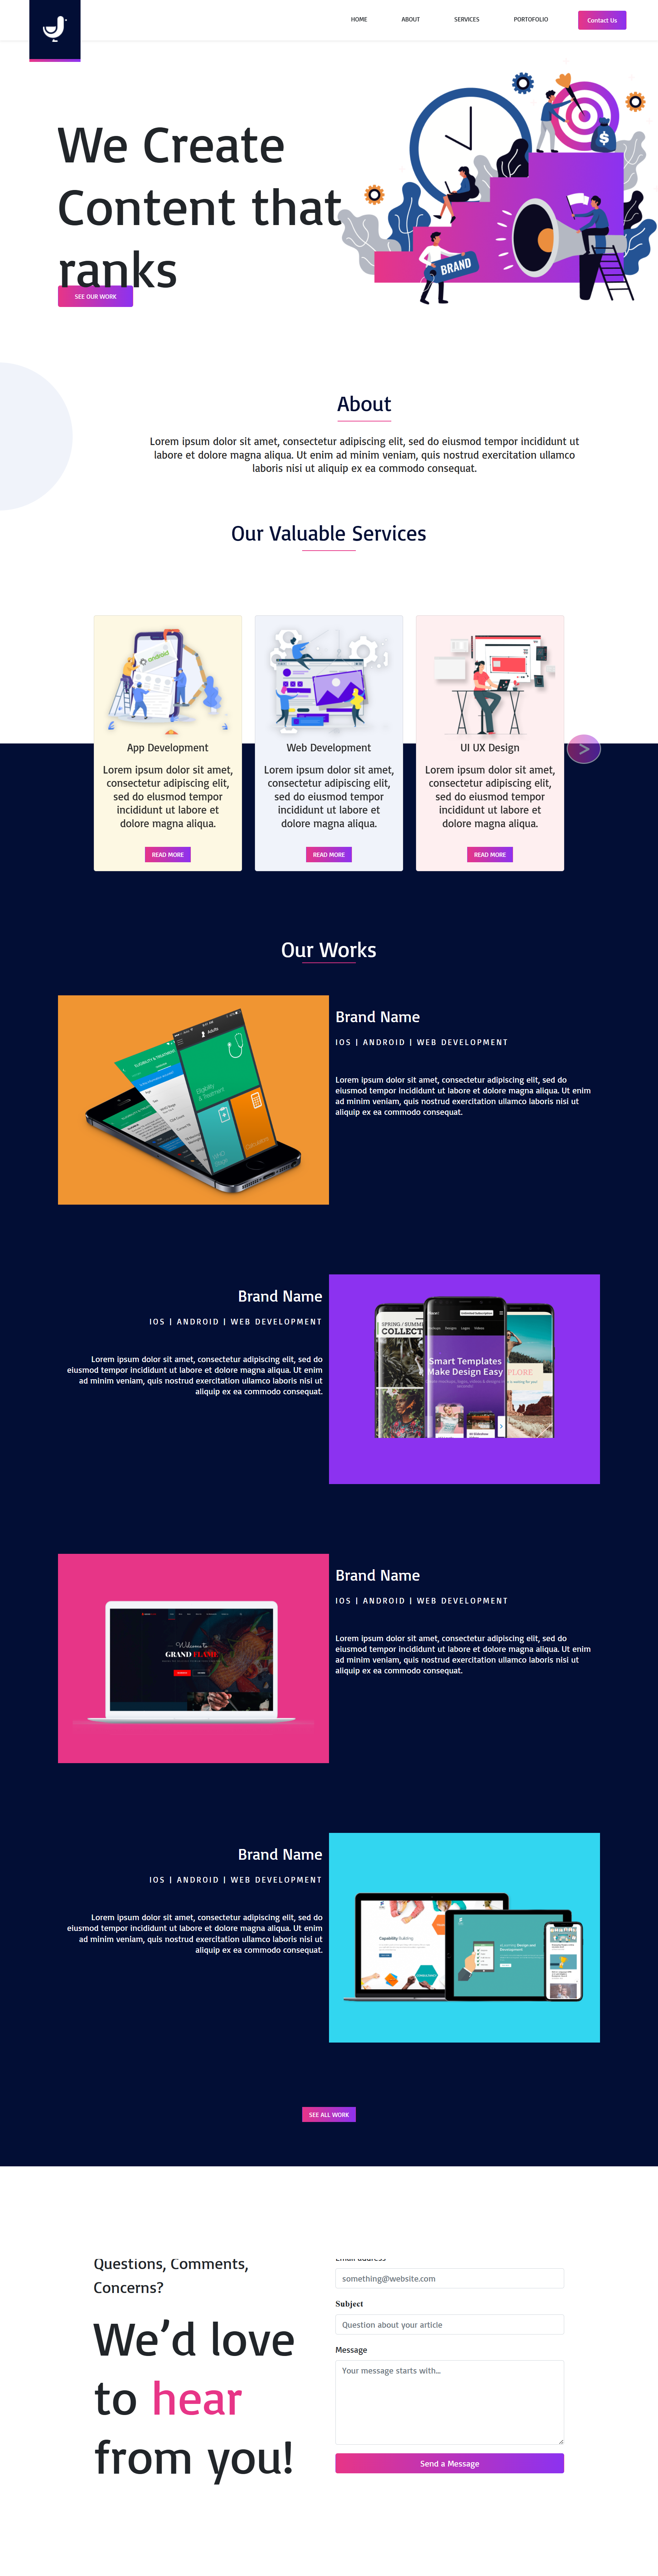 HOME ABOUT SERVICES PORTOFOLIO Contact Us
We Create
Content that
ranks
SEE OUR WORK
BRAND
$
About
Lorem ipsum dolor sit amet, consectetur adipiscing elit, sed do eiusmod tempor incididunt ut
labore et dolore magna aliqua. Ut enim ad minim veniam, quis nostrud exercitation ullamco
laboris nisi ut aliquip ex ea commodo consequat.
Our Valuable Services
android
App Development
Lorem ipsum dolor sit amet,
consectetur adipiscing elit,
sed do eiusmod tempor
incididunt ut labore et
dolore magna aliqua.
READ MORE
Web Development
Lorem ipsum dolor sit amet,
consectetur adipiscing elit,
sed do eiusmod tempor
incididunt ut labore et
dolore magna aliqua.
READ MORE
UI UX Design
Lorem ipsum dolor sit amet,
consectetur adipiscing elit,
sed do eiusmod tempor
incididunt ut labore et
dolore magna aliqua.
READ MORE
>
Our Works
Brand Name
IOS | ANDROID | WEB DEVELOPMENT
Lorem ipsum dolor sit amet, consectetur adipiscing elit, sed do
eiusmod tempor incididunt ut labore et dolore magna aliqua. Ut enim
ad minim veniam, quis nostrud exercitation ullamco laboris nisi ut
aliquip ex ea commodo consequat.
Brand Name
IOS | ANDROID | WEB DEVELOPMENT
Lorem ipsum dolor sit amet, consectetur adipiscing elit, sed do
eiusmod tempor incididunt ut labore et dolore magna aliqua. Ut enim
ad minim veniam, quis nostrud exercitation ullamco laboris nisi ut
aliquip ex ea commodo consequat.
SPRING / SUMM
COLLECT
Smart Templates
Make Design Easy
PLORE
Brand Name
IOS | ANDROID | WEB DEVELOPMENT
Lorem ipsum dolor sit amet, consectetur adipiscing elit, sed do
eiusmod tempor incididunt ut labore et dolore magna aliqua. Ut enim
ad minim veniam, quis nostrud exercitation ullamco laboris nisi ut
aliquip ex ea commodo consequat.
Welcome to
GRAND FLAME
Brand Name
IOS | ANDROID | WEB DEVELOPMENT
Lorem ipsum dolor sit amet, consectetur adipiscing elit, sed do
eiusmod tempor incididunt ut labore et dolore magna aliqua. Ut enim
ad minim veniam, quis nostrud exercitation ullamco laboris nisi ut
aliquip ex ea commodo consequat.
Capability Building
SEE ALL WORK
Questions, Comments,
Concerns?
We'd love
to hear
from you!
Email address
something@website.com
Subject
Question about your article
Message
Your message starts with...
Send a Message